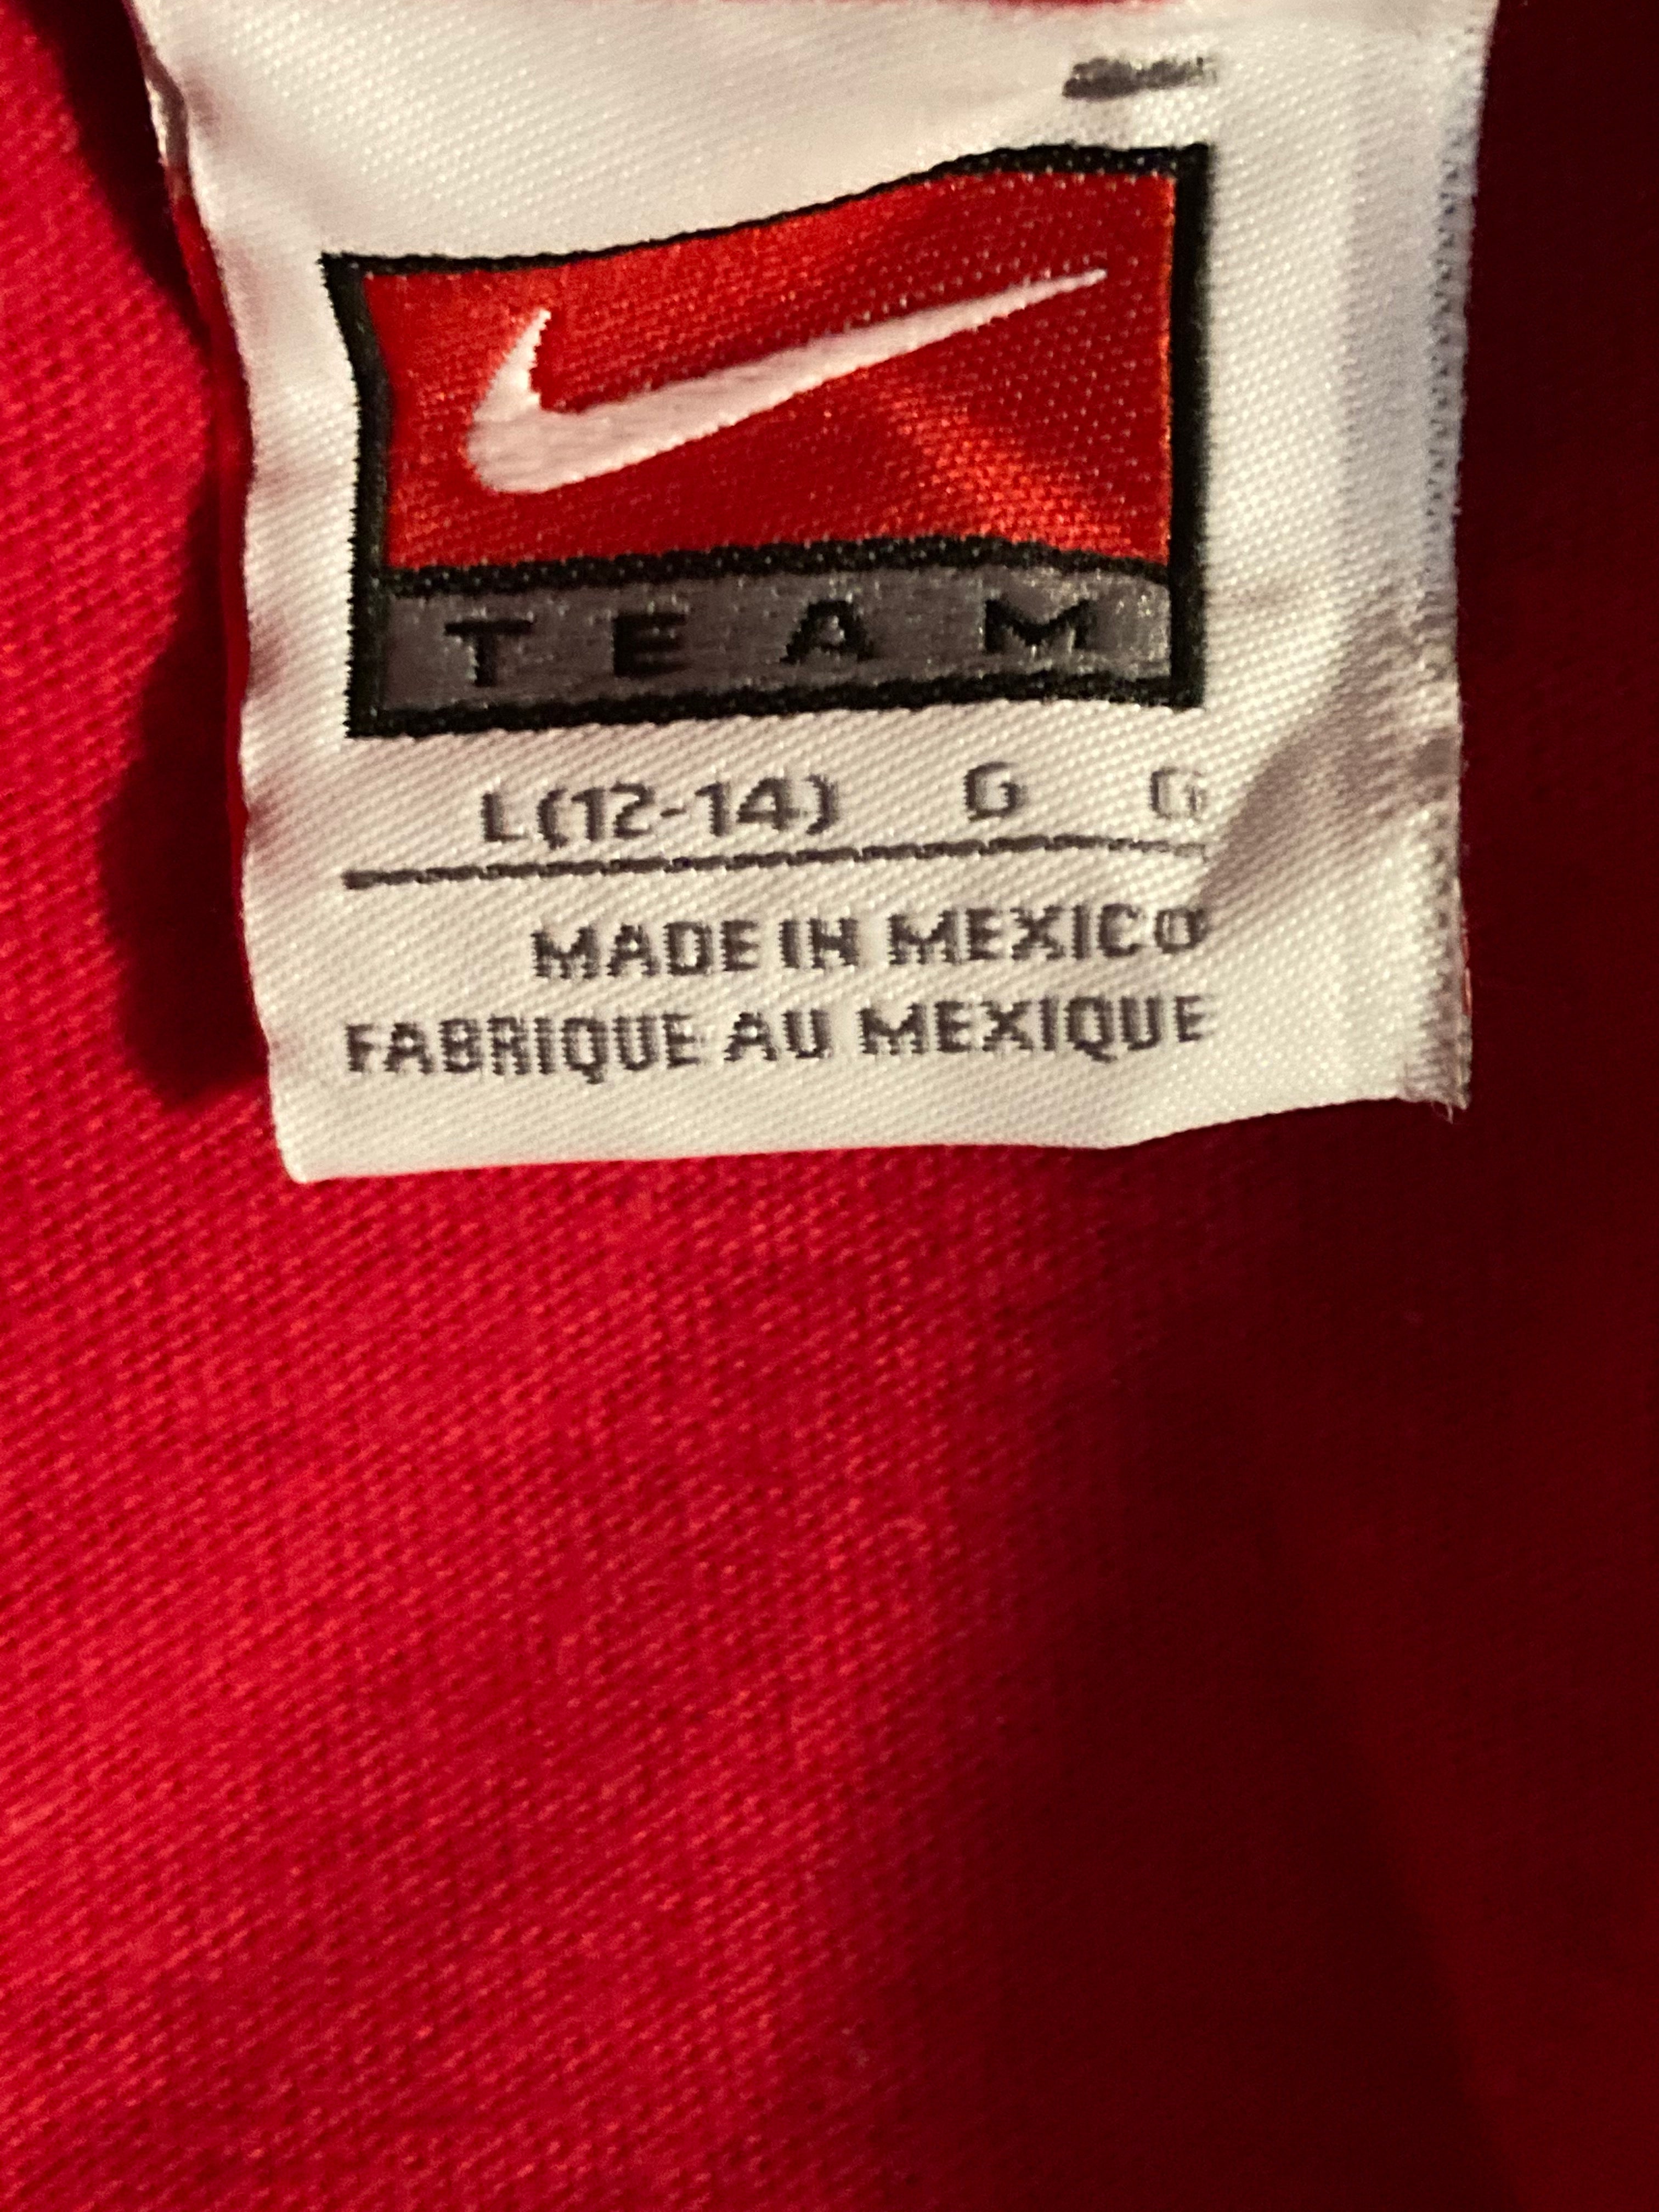 TEAM
L(12-14) G G
MADE IN MEXICO
FABRIQUE AU MEXIQUE